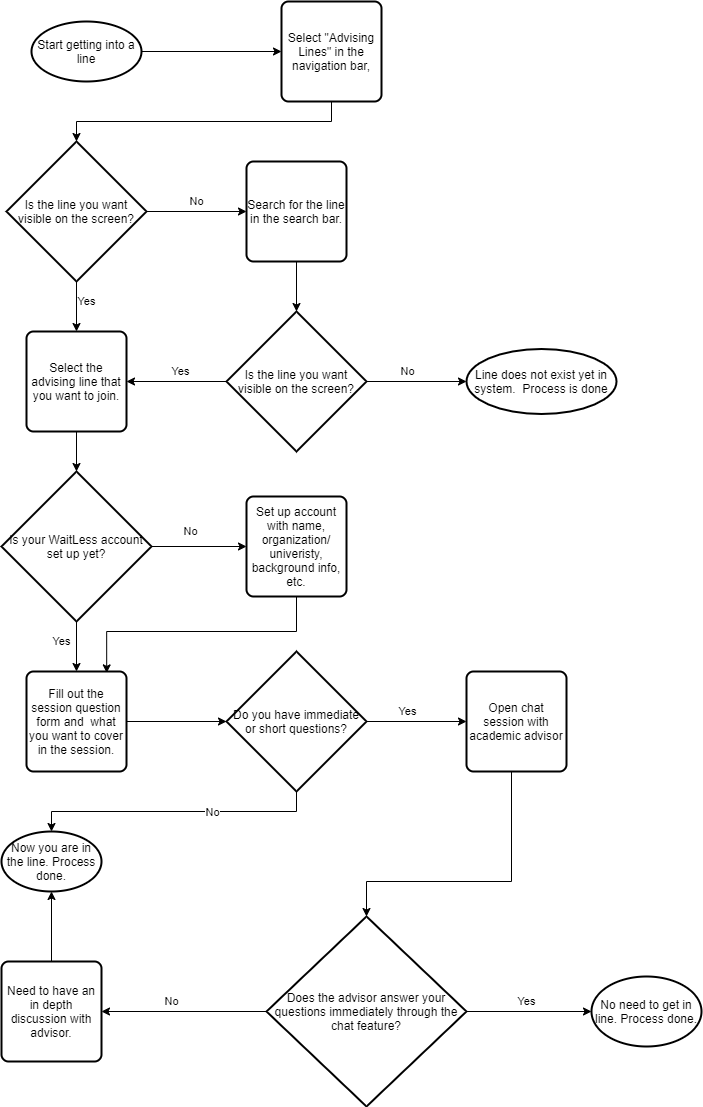 Start getting into a
line
Select "Advising
Lines" in the
navigation bar,
Is the line you want
visible on the screen?
No
Search for the line
in the search bar.
Yes
Select the
advising line that
you want to join.
Yes
Is the line you want
visible on the screen?
No
Line does not exist yet in
system. Process is done
Is your WaitLess account
set up yet?
No
Set up account
with name,
organization/
univeristy,
background info,
etc.
Yes
Fill out the
session question
form and what
you want to cover
in the session.
Do you have immediate
or short questions?
Yes
Open chat
session with
academic advisor
No
Now you are in
the line. Process
done.
Need to have an
in depth
discussion with
advisor.
No
Does the advisor answer your
questions immediately through the
chat feature?
Yes
No need to get in
line. Process done.